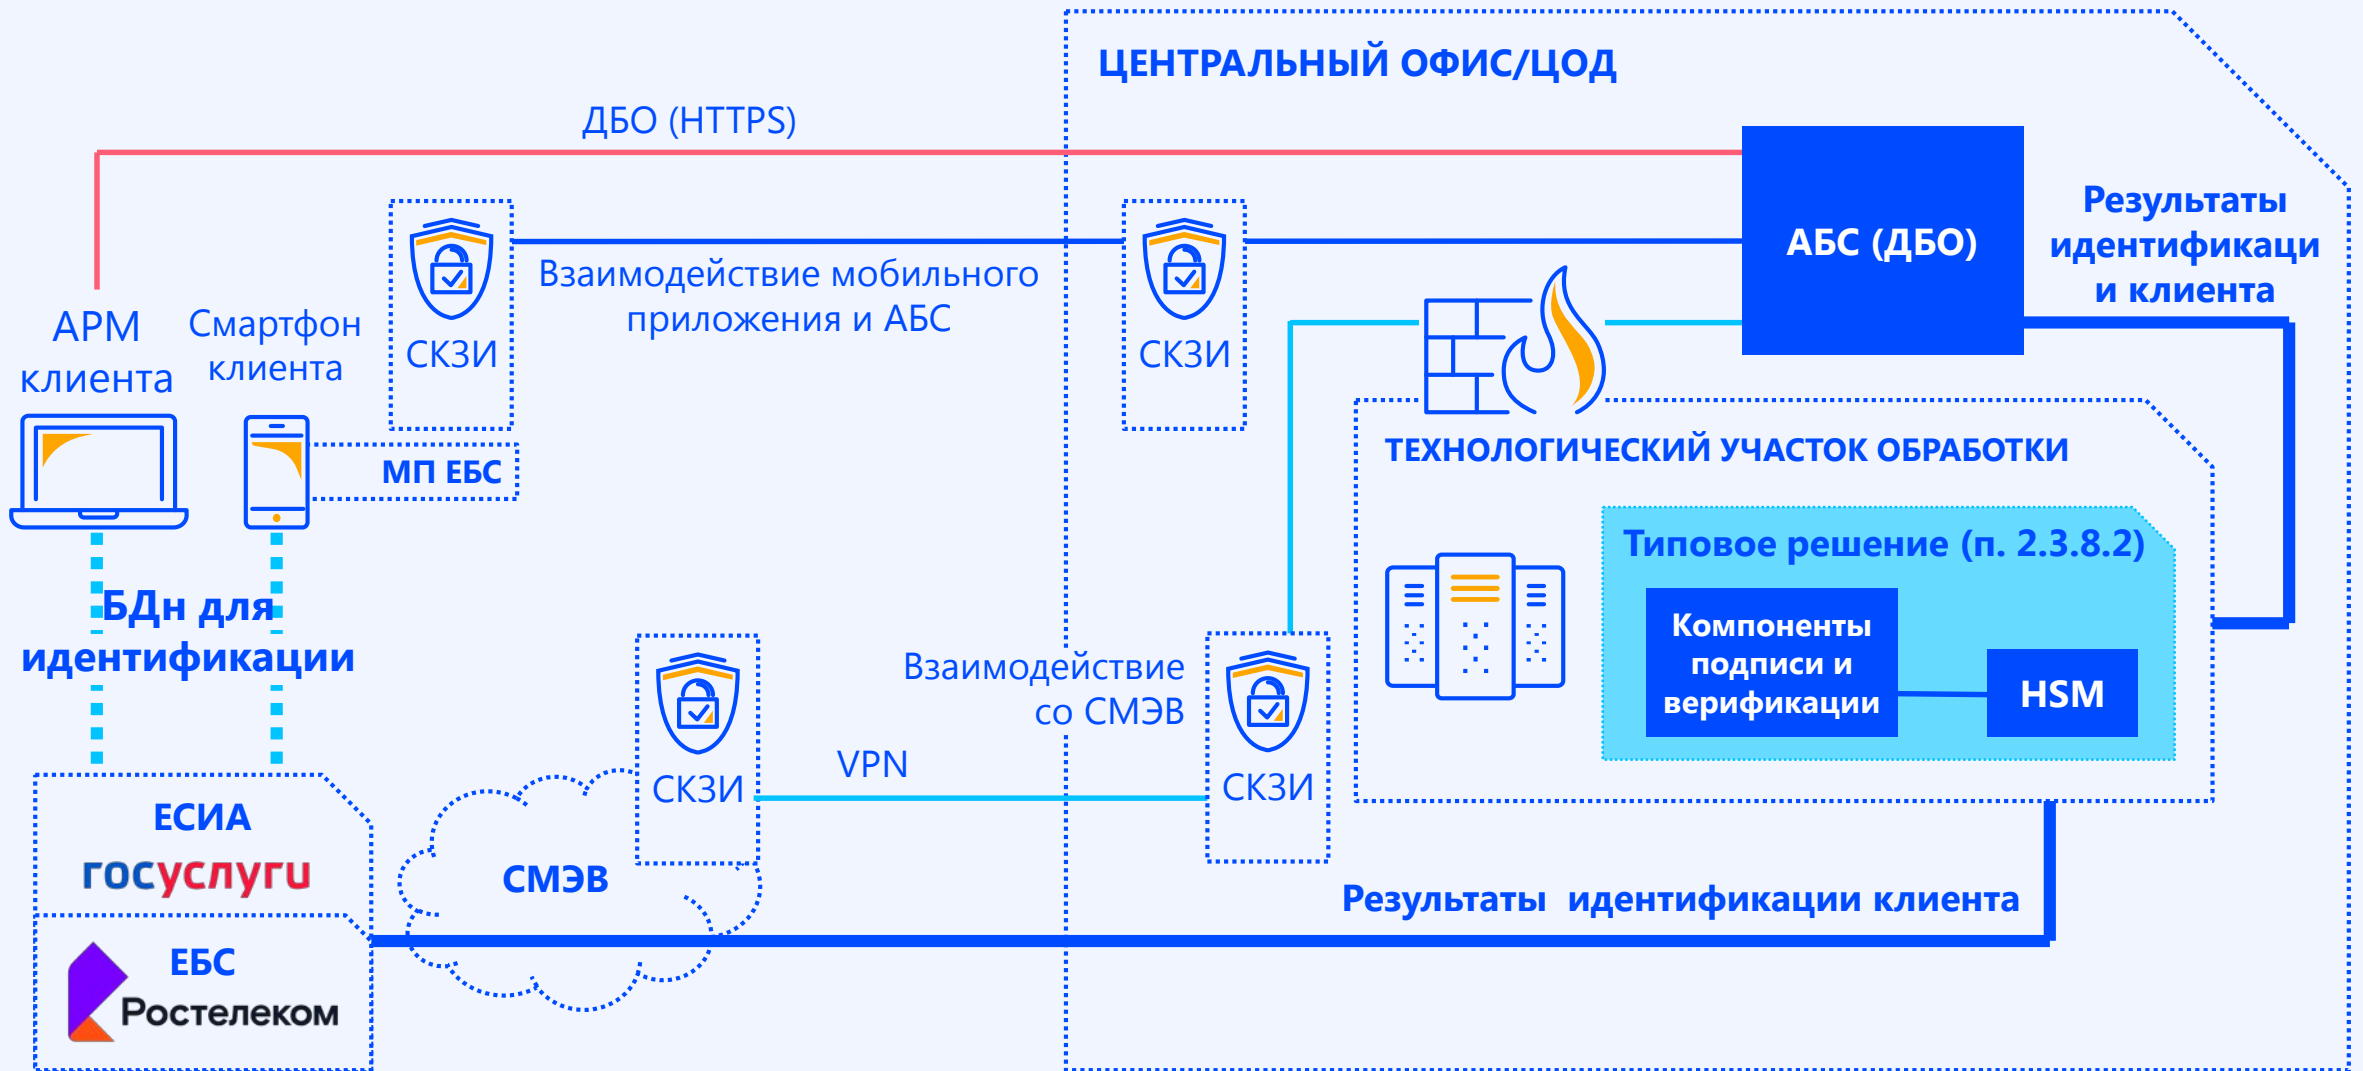 ЦЕНТРАЛЬНЫЙ ОФИС/ЦОД
ДБО (HTTPS)
АРМ
клиента
Смартфон
клиента
СКЗИ
МП ЕБС
Взаимодействие мобильного
приложения и АБС
СКЗИ
АБС (ДБО)
Результаты
идентификаци
и клиента
ТЕХНОЛОГИЧЕСКИЙ УЧАСТОК ОБРАБОТКИ
Типовое решение (п. 2.3.8.2)
Компоненты
подписи и
верификации
HSM
БДн для
идентификации
Взаимодействие
со СМЭВ
СКЗИ
VPN
СКЗИ
ЕСИА
госуслуги
СМЭВ
Результаты идентификации клиента
ЕБС
Ростелеком